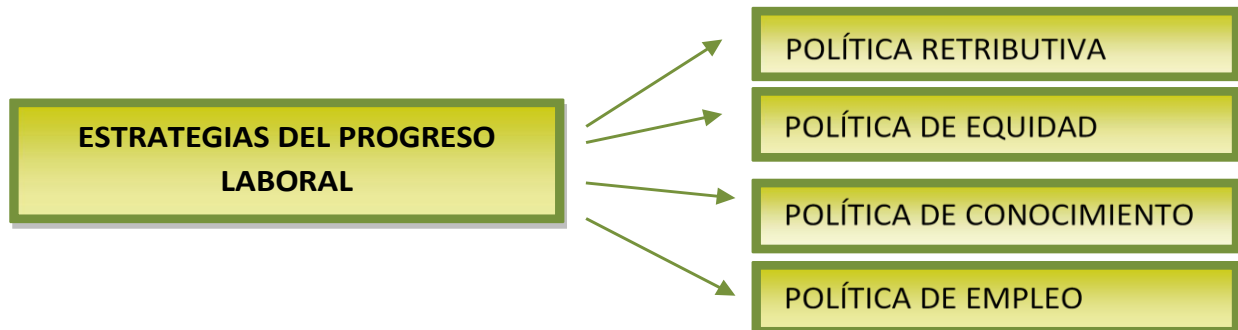 ESTRATEGIAS DEL PROGRESO
LABORAL
POLÍTICA RETRIBUTIVA
POLÍTICA DE EQUIDAD
POLÍTICA DE CONOCIMIENTO
POLÍTICA DE EMPLEO